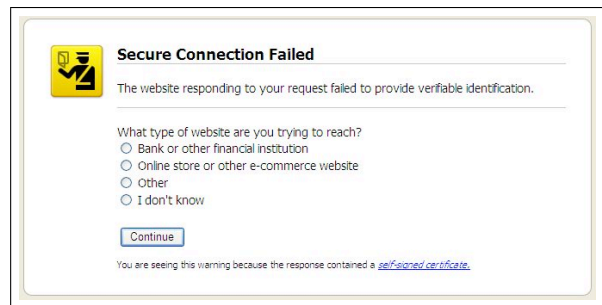 Secure Connection Failed
The website responding to your request failed to provide verifiable identification.
What type of website are you trying to reach?
Bank or other financial institution
Online store or other e-commerce website
Other
I don't know
Continue
You are seeing this warning because the response contained a self-signed certificate.